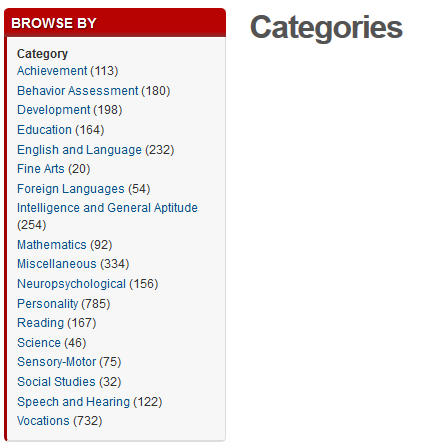 BROWSE BY
Categories
Category
Achievement (113)
Behavior Assessment (180)
Development (198)
Education (164)
English and Language (232)
Fine Arts (20)
Foreign Languages (54)
Intelligence and General Aptitude
(254)
Mathematics (92)
Miscellaneous (334)
Neuropsychological (156)
Personality (785)
Reading (167)
Science (46)
Sensory-Motor (75)
Social Studies (32)
Speech and Hearing (122)
Vocations (732)